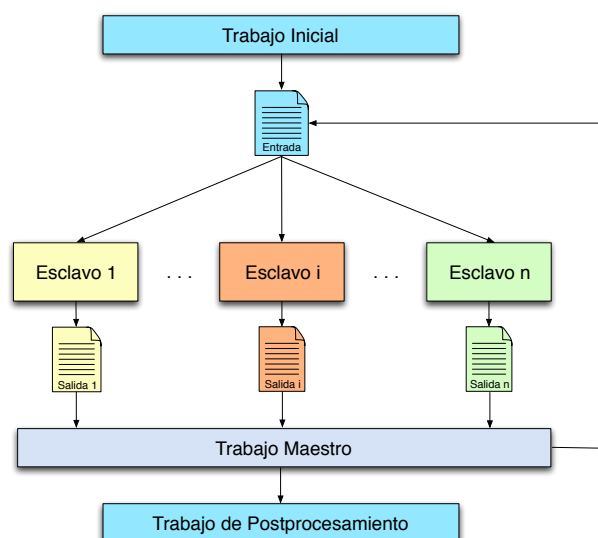 Trabajo Inicial
Entrada
Esclavo 1
. . .
Esclavo i
. . .
Esclavo n
Salida 1
Salida i
Salida n
Trabajo Maestro
Trabajo de Postprocesamiento